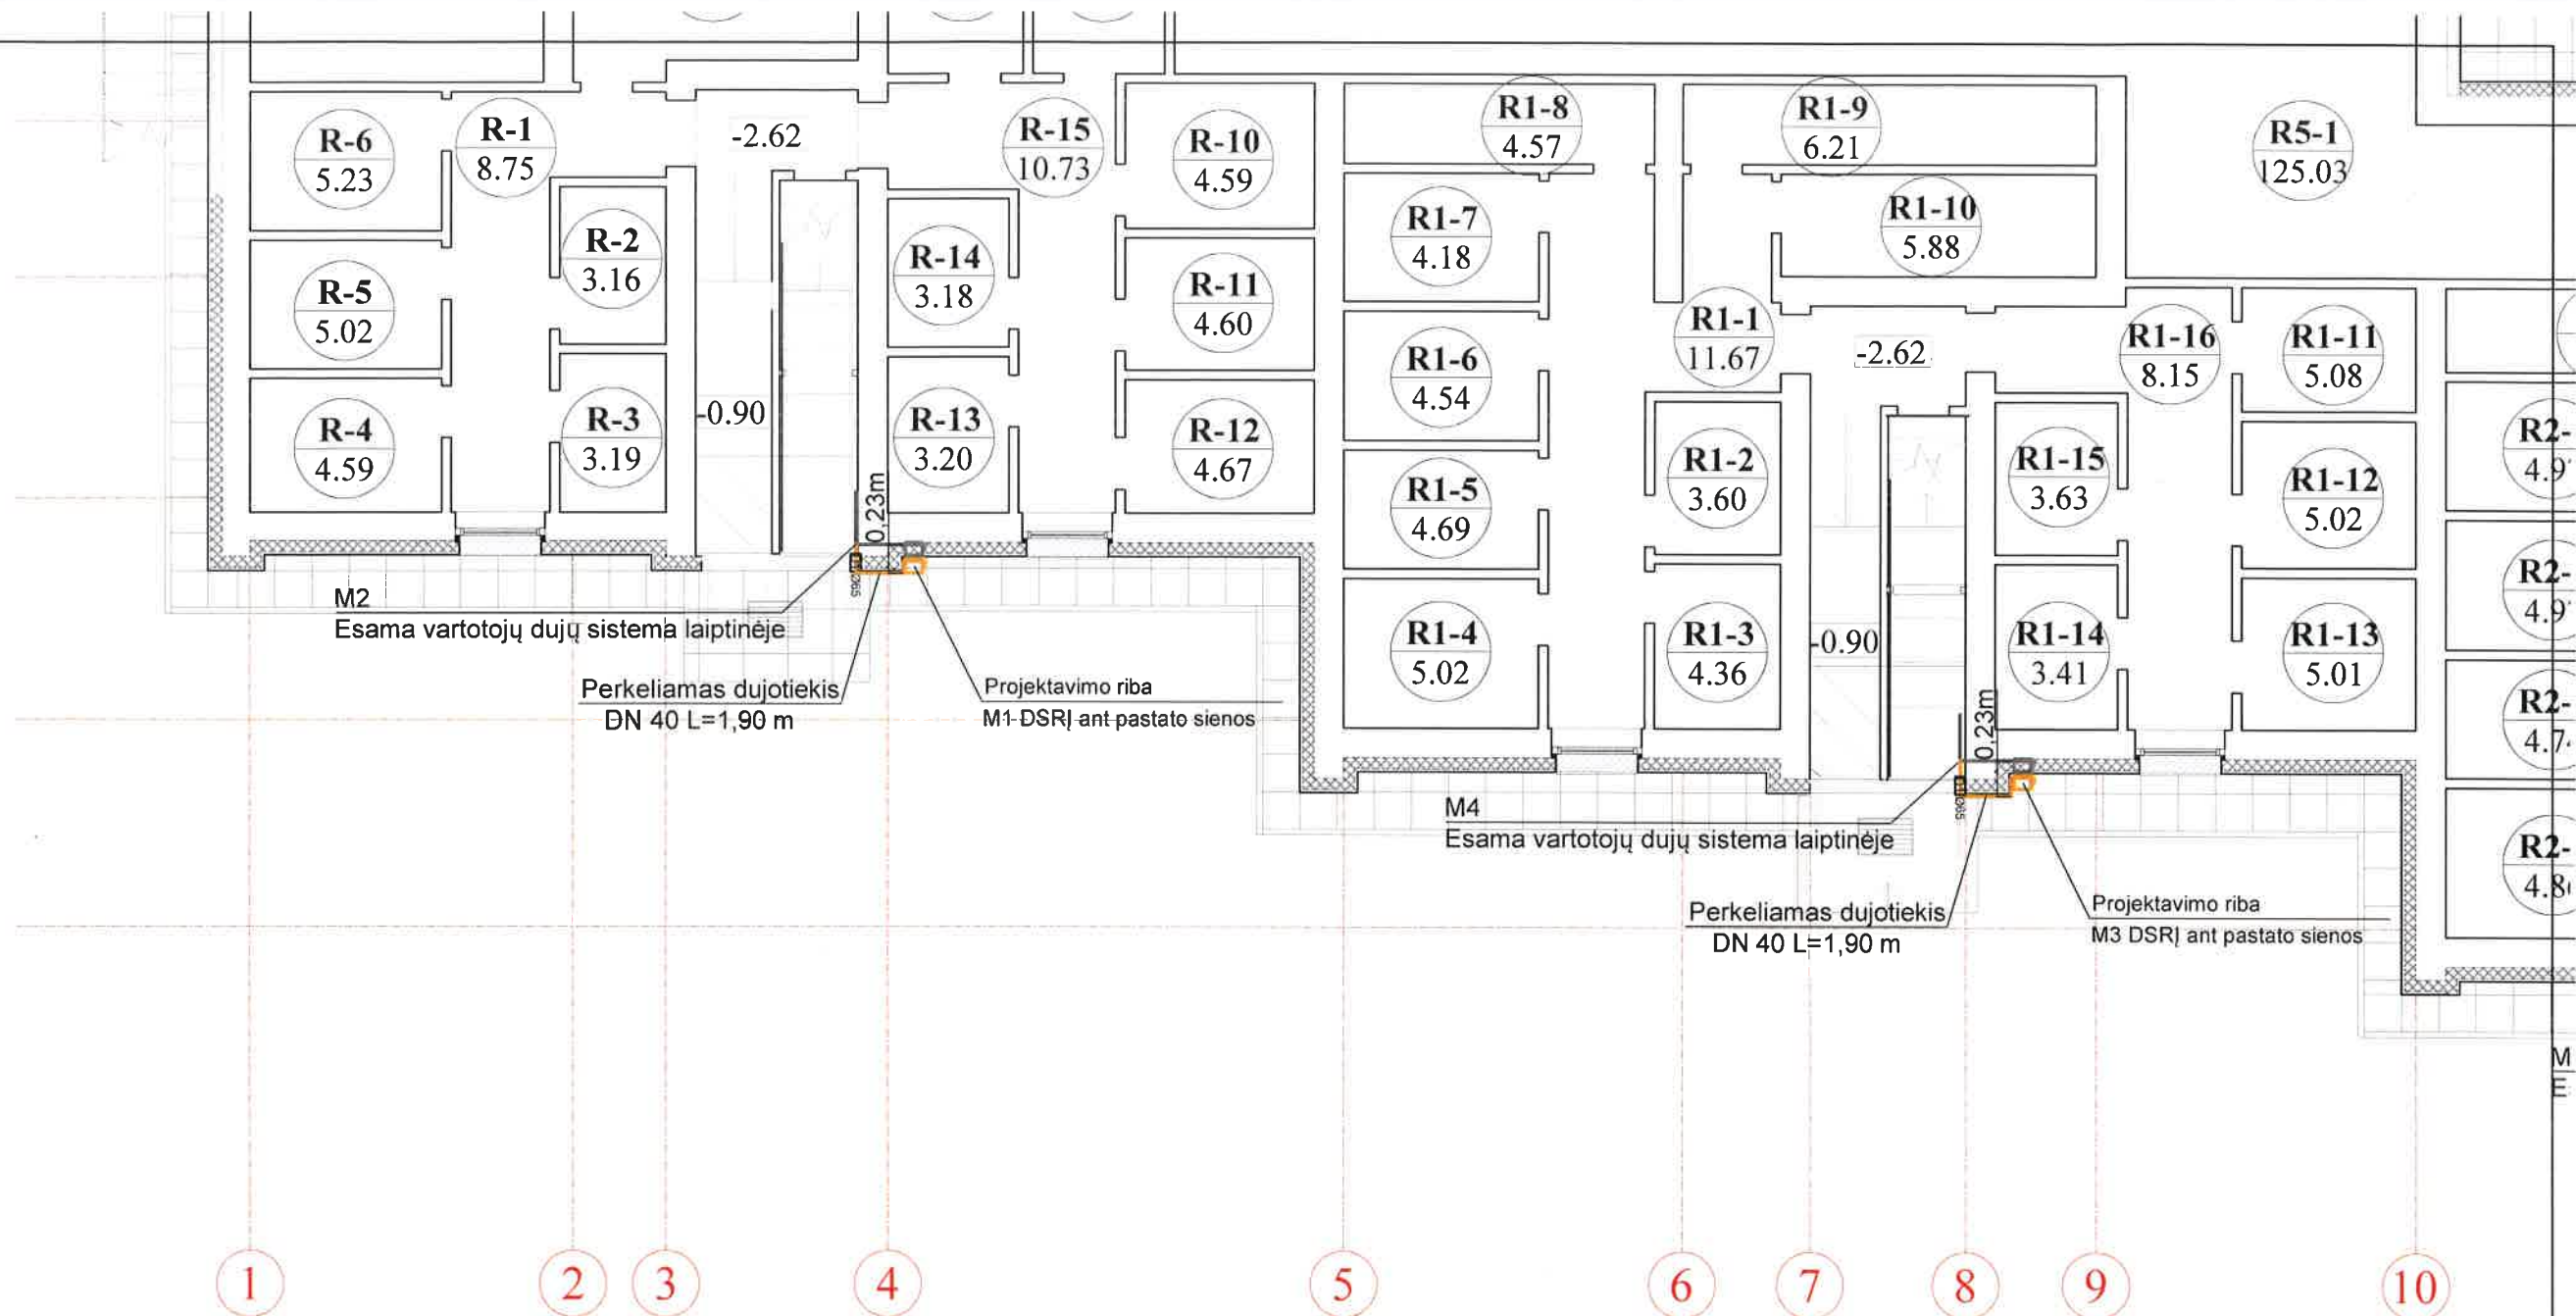 R-6
5.23
R-1
8.75
-2.62
R-15
10.73
R-10
4.59
R1-8
4.57
R1-9
6.21
R5-1
125.03
R-5
5.02
R-2
3.16
R-14
3.18
R-11
4.60
R1-7
4.18
R1-10
5.88
R-4
4.59
R-3
3.19
-0.90
R-13
3.20
R-12
4.67
R1-6
4.54
R1-1
11.67
-2.62
R1-16
8.15
R1-11
5.08
R1-5
4.69
R1-2
3.60
R1-15
3.63
R1-12
5.02
R1-4
5.02
R1-3
4.36
-0.90
R1-14
3.41
R1-13
5.01
R2-
R2-
R2-
R2-
0,23m
Ø65
M2
Esama vartotojų dujų sistema laiptinėje
Perkeliamas dujotiekis
DN 40 L=1,90 m
Projektavimo riba
M1 DSRĮ ant pastato sienos
0,23m
Ø65
M4
Esama vartotojų dujų sistema laiptinėje
Perkeliamas dujotiekis
DN 40 L=1,90 m
Projektavimo riba
M3 DSRĮ ant pastato sienos
M
E
1
2
3
4
5
6
7
8
9
10